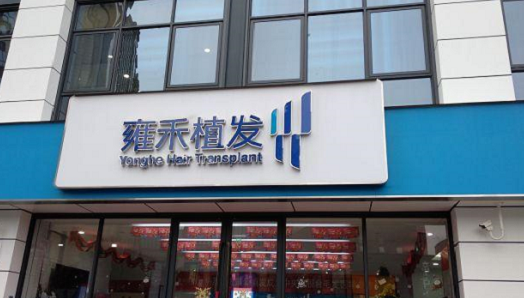 雍禾植发
Yonghe Hair Transplant